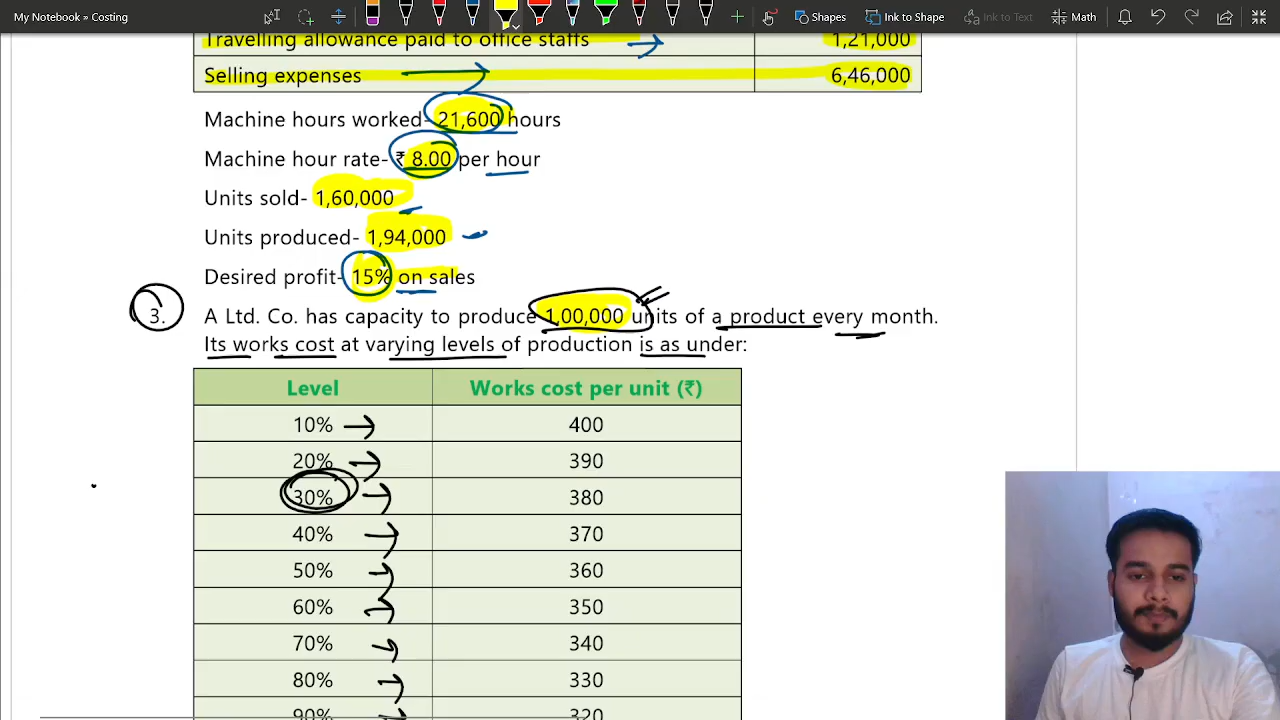 My Notebook » Costing
Shapes
Ink to Shape
Ink to Text
Math
Travelling allowance paid to office staffs 1,21,000
Selling expenses 6,46,000
Machine hours worked- 21,600 hours
Machine hour rate- ₹ 8.00 per hour
Units sold- 1,60,000
Units produced- 1,94,000
Desired profit- 15% on sales
3. A Ltd. Co. has capacity to produce 1,00,000 units of a product every month.
Its works cost at varying levels of production is as under:
Level Works cost per unit (₹)
10% 400
20% 390
30% 380
40% 370
50% 360
60% 350
70% 340
80% 330
90% 320